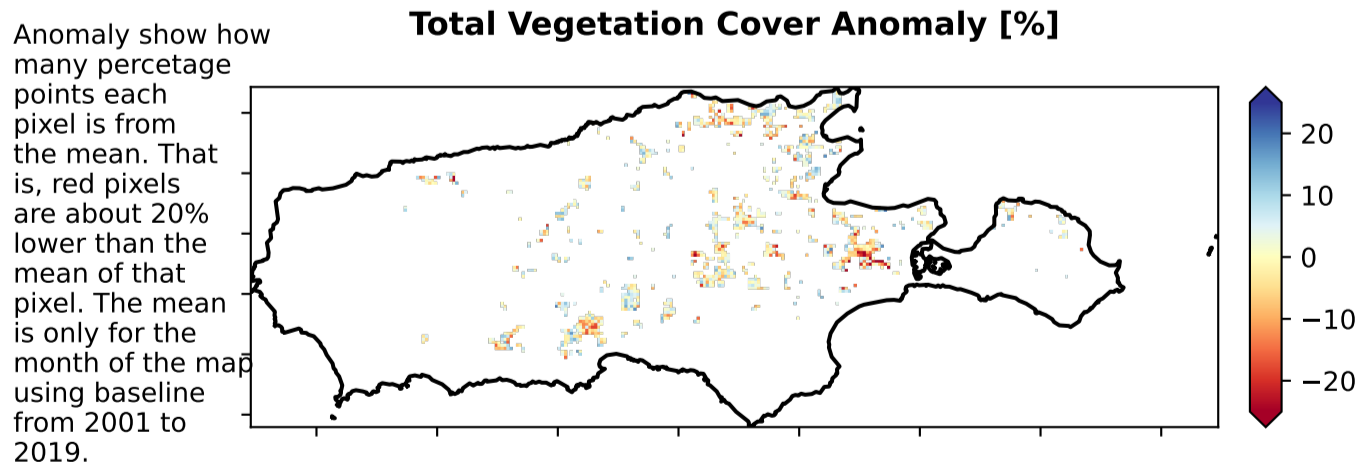 Total Vegetation Cover Anomaly [%]
Anomaly show how
many percetage
points each
pixel is from
the mean. That
is, red pixels
are about 20%
lower than the
mean of that
pixel. The mean
is only for the
month of the map
using baseline
from 2001 to
2019.
20
10
0
−10
−20